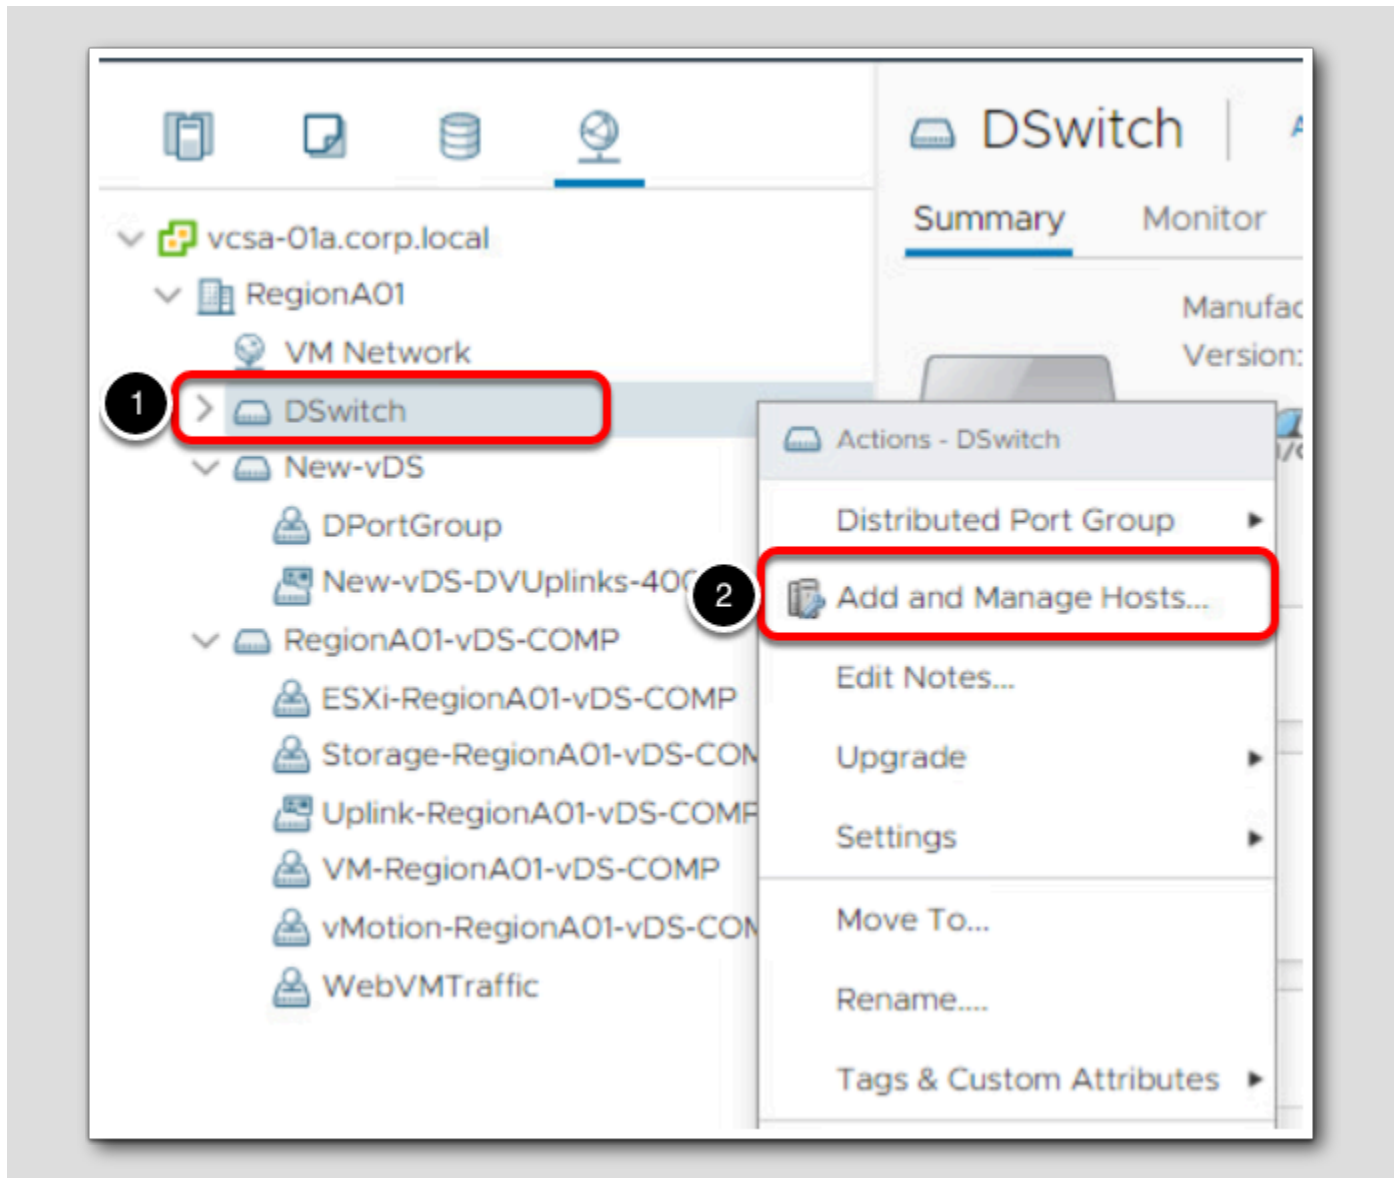 DSwitch
Summary
Monitor
vcsa-01a.corp.local
RegionA01
VM Network
1
DSwitch
New-vDS
DPortGroup
New-vDS-DVUplinks-400
RegionA01-vDS-COMP
ESXi-RegionA01-vDS-COMP
Storage-RegionA01-vDS-COM
Uplink-RegionA01-vDS-COMP
VM-RegionA01-vDS-COMP
vMotion-RegionA01-vDS-COM
WebVMTraffic
Manufac
Version:
Actions - DSwitch
Distributed Port Group
2
Add and Manage Hosts...
Edit Notes...
Upgrade
Settings
Move To...
Rename....
Tags & Custom Attributes